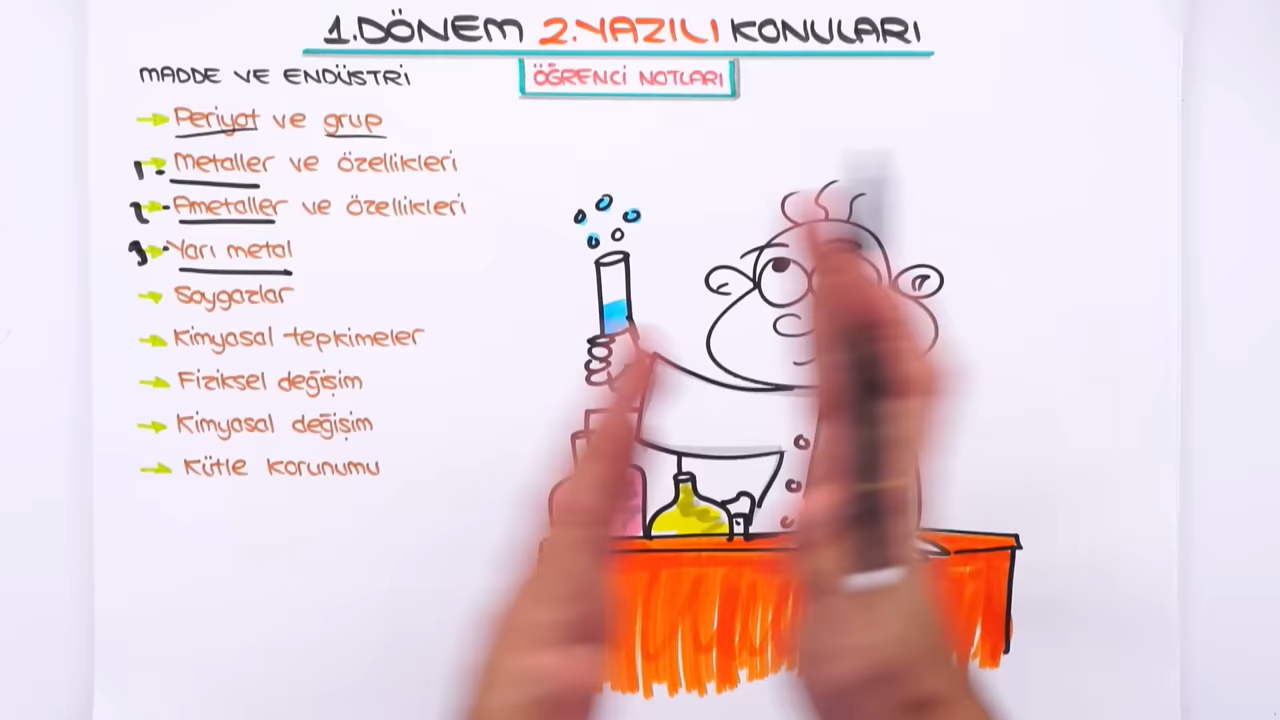 1.DÖNEM 2.YAZILI KONULARI
ÖĞRENCİ NOTLARI
MADDE VE ENDÜSTRİ
Periyot ve grup
1. Metaller ve özellikleri
2. Ametaller ve özellikleri
3. Yarı metal
Soygazlar
Kimyasal tepkimeler
Fiziksel değişim
Kimyasal değişim
Kütle korunumu